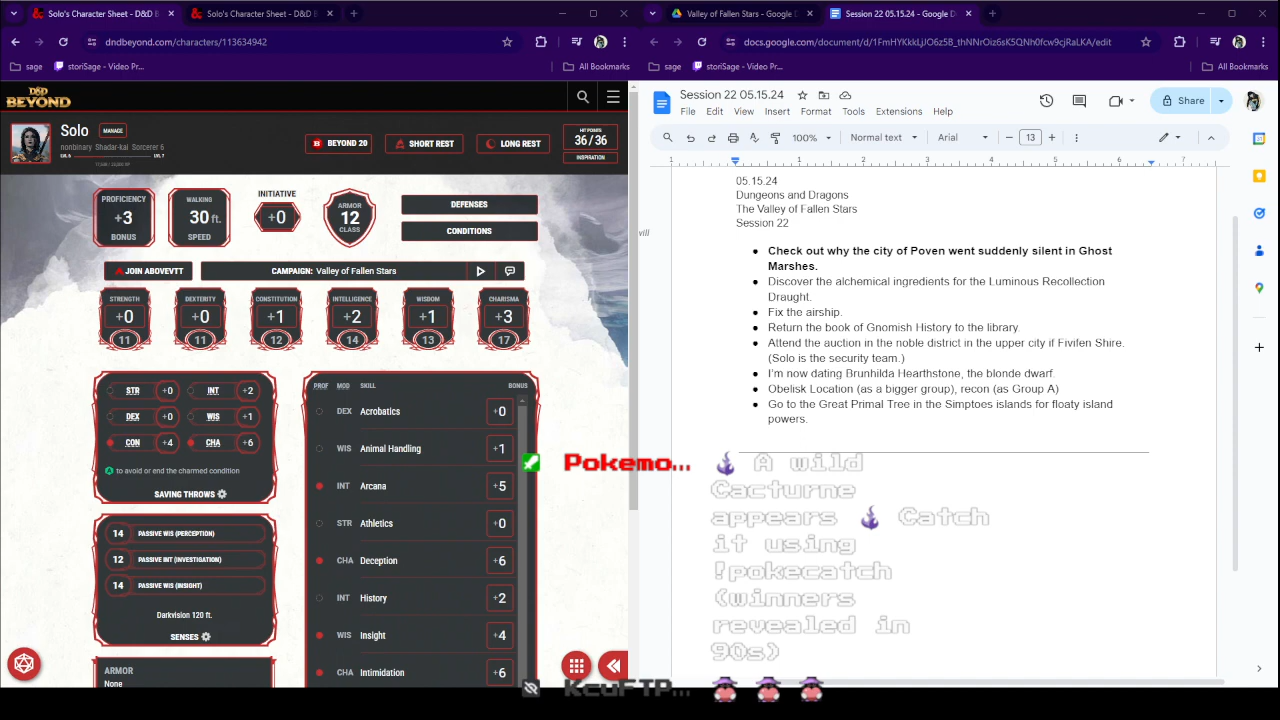 Solo's Character Sheet - D&D B
Solo's Character Sheet - D&D B
dndbeyond.com/characters/113634942
sage
storiSage - Video Pr...
All Bookmarks
D&D
BEYOND
Solo
MANAGE
nonbinary Shadar-kai Sorcerer 6
LVL 6
LVL 7
BEYOND 20
SHORT REST
LONG REST
HIT POINTS
36/36
INSPIRATION
PROFICIENCY
+3
BONUS
WALKING
30 ft.
SPEED
INITIATIVE
+0
ARMOR
12
CLASS
DEFENSES
CONDITIONS
JOIN ABOVEVTT
CAMPAIGN: Valley of Fallen Stars
STRENGTH
+0
11
DEXTERITY
+0
11
CONSTITUTION
+1
12
INTELLIGENCE
+2
14
WISDOM
+1
13
CHARISMA
+3
17
STR +0
INT +2
DEX +0
WIS +1
CON +4
CHA +6
to avoid or end the charmed condition
SAVING THROWS
14 PASSIVE WIS (PERCEPTION)
12 PASSIVE INT (INVESTIGATION)
14 PASSIVE WIS (INSIGHT)
Darkvision 120 ft.
SENSES
ARMOR
None
PROF MOD SKILL BONUS
DEX Acrobatics +0
WIS Animal Handling +1
INT Arcana +5
STR Athletics +0
CHA Deception +6
INT History +2
WIS Insight +4
CHA Intimidation +6
Valley of Fallen Stars - Google D
Session 22 05.15.24 - Google D
sage
storiSage - Video Pr...
All Bookmarks
Session 22 05.15.24
File Edit View Insert Format Tools Extensions Help
Share
100%
Normal text
Arial
13
1 1 2 3 4 5 6 7
vill
05.15.24
Dungeons and Dragons
The Valley of Fallen Stars
Session 22
Check out why the city of Poven went suddenly silent in Ghost
Marshes.
Discover the alchemical ingredients for the Luminous Recollection
Draught.
Fix the airship.
Return the book of Gnomish History to the library.
Attend the auction in the noble district in the upper city if Fivifen Shire.
(Solo is the security team.)
I'm now dating Brunhilda Hearthstone, the blonde dwarf.
Obelisk Location (as bigger group), recon (as Group A)
Go to the Great Primal Tree in the Simptoes islands for floaty island
powers.
Pokemo... A wild
Cacturne
appears Catch
it using
!pokecatch
(winners
revealed in
90s)
KcuFTP...